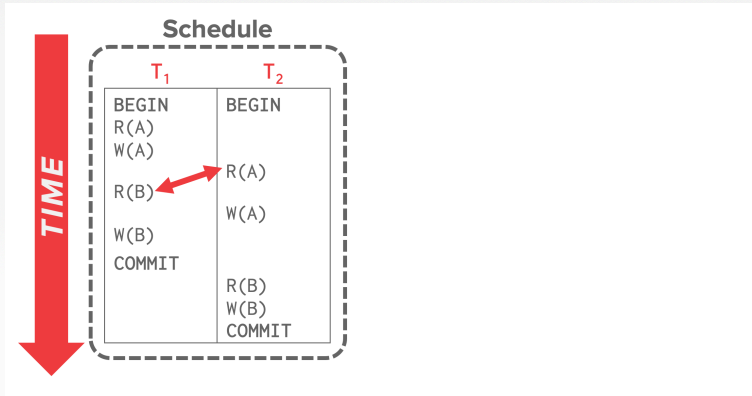 Schedule
TIME
T1 T2
BEGIN BEGIN
R(A)
W(A)
R(A)
R(B)
W(A)
W(B)
COMMIT
R(B)
W(B)
COMMIT